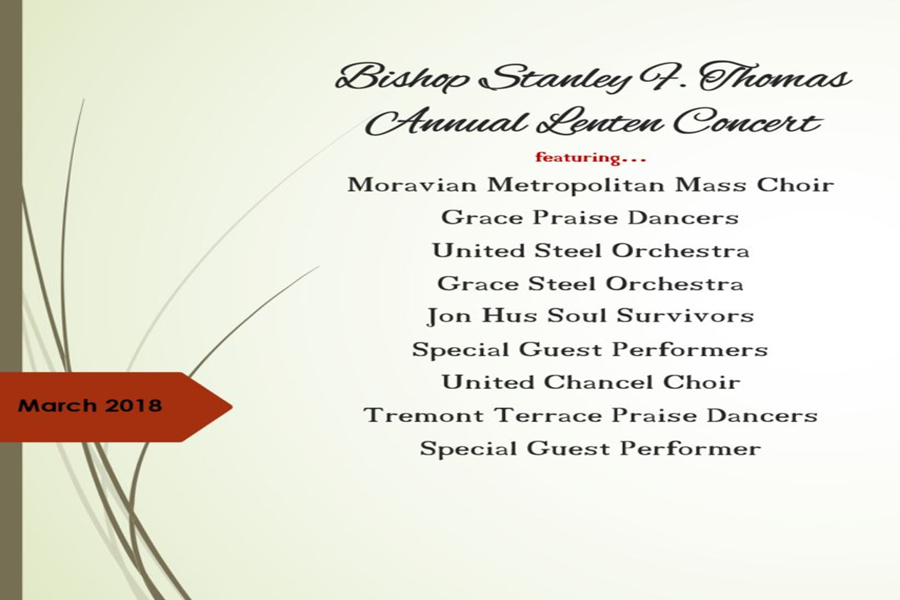 Bishop Stanley F. Thomas
Annual Lenten Concert
featuring...
Moravian Metropolitan Mass Choir
Grace Praise Dancers
United Steel Orchestra
Grace Steel Orchestra
Jon Hus Soul Survivors
Special Guest Performers
United Chancel Choir
Tremont Terrace Praise Dancers
Special Guest Performer
March 2018